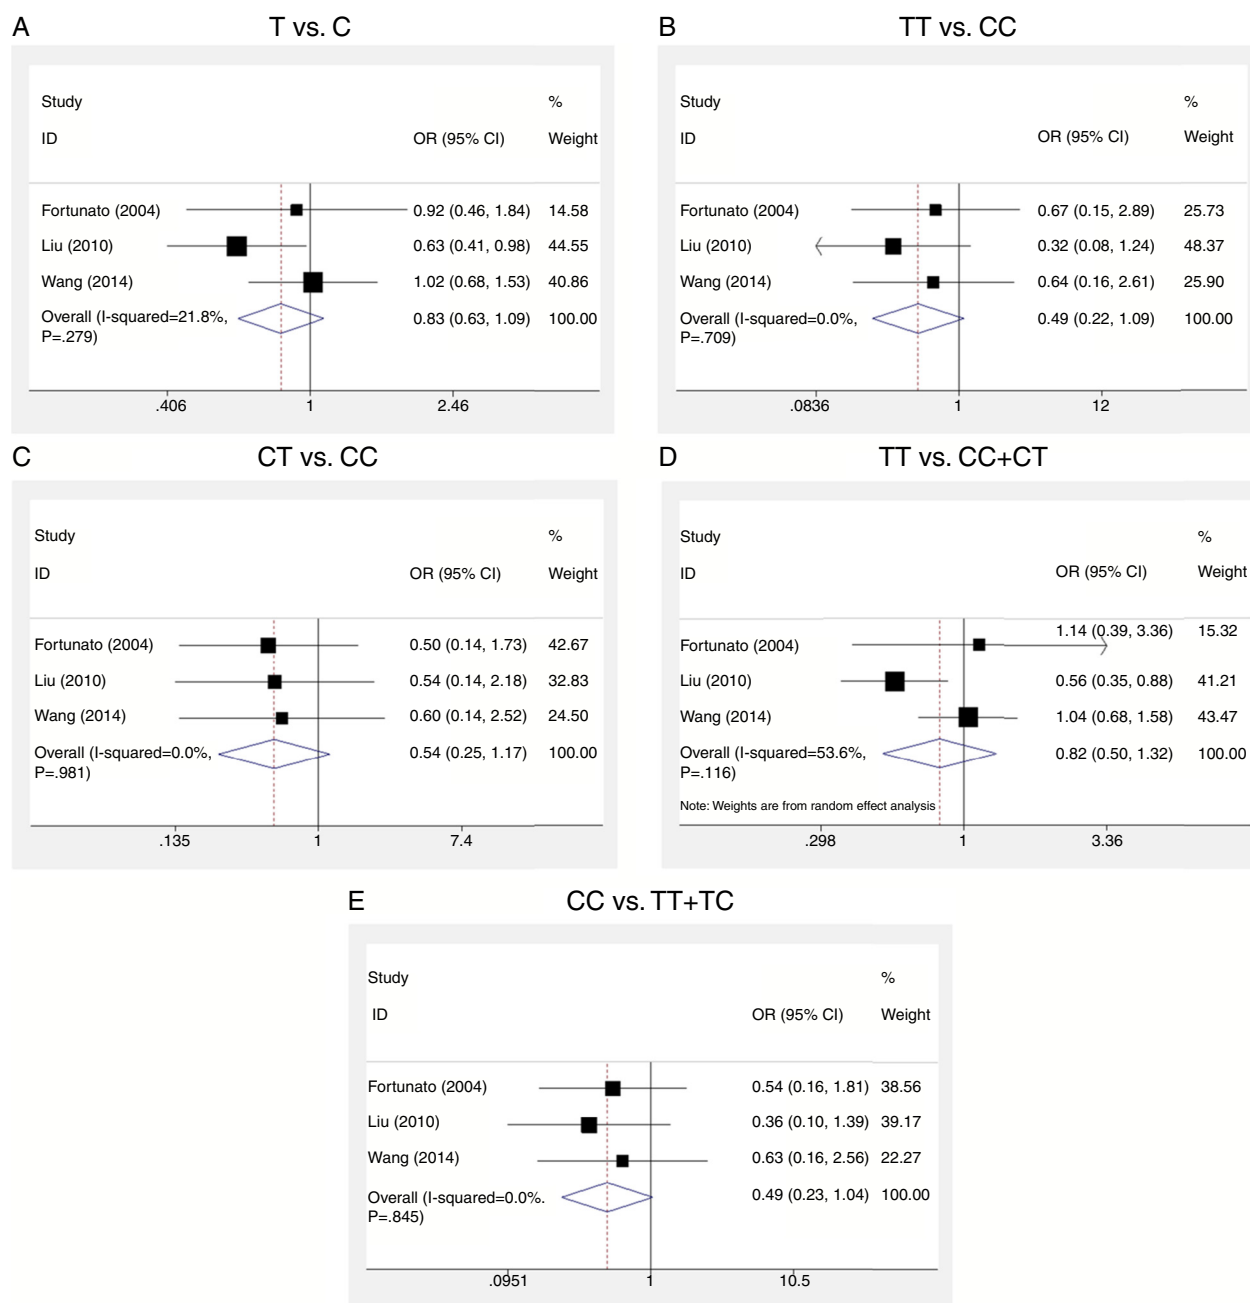 A
T vs. C
Study %
ID OR (95% CI) Weight
Fortunato (2004) 0.92 (0.46, 1.84) 14.58
Liu (2010) 0.63 (0.41, 0.98) 44.55
Wang (2014) 1.02 (0.68, 1.53) 40.86
Overall (I-squared=21.8%, 0.83 (0.63, 1.09) 100.00
P=.279)
.406 1 2.46
B
TT vs. CC
Study %
ID OR (95% CI) Weight
Fortunato (2004) 0.67 (0.15, 2.89) 25.73
Liu (2010) 0.32 (0.08, 1.24) 48.37
Wang (2014) 0.64 (0.16, 2.61) 25.90
Overall (I-squared=0.0%, 0.49 (0.22, 1.09) 100.00
P=.709)
.0836 1 12
C
CT vs. CC
Study %
ID OR (95% CI) Weight
Fortunato (2004) 0.50 (0.14, 1.73) 42.67
Liu (2010) 0.54 (0.14, 2.18) 32.83
Wang (2014) 0.60 (0.14, 2.52) 24.50
Overall (I-squared=0.0%, 0.54 (0.25, 1.17) 100.00
P=.981)
.135 1 7.4
D
TT vs. CC+CT
Study %
ID OR (95% CI) Weight
Fortunato (2004) 1.14 (0.39, 3.36) 15.32
Liu (2010) 0.56 (0.35, 0.88) 41.21
Wang (2014) 1.04 (0.68, 1.58) 43.47
Overall (I-squared=53.6%, 0.82 (0.50, 1.32) 100.00
P=.116)
Note: Weights are from random effect analysis
.298 1 3.36
E
CC vs. TT+TC
Study %
ID OR (95% CI) Weight
Fortunato (2004) 0.54 (0.16, 1.81) 38.56
Liu (2010) 0.36 (0.10, 1.39) 39.17
Wang (2014) 0.63 (0.16, 2.56) 22.27
Overall (I-squared=0.0%. 0.49 (0.23, 1.04) 100.00
P=.845)
.0951 1 10.5